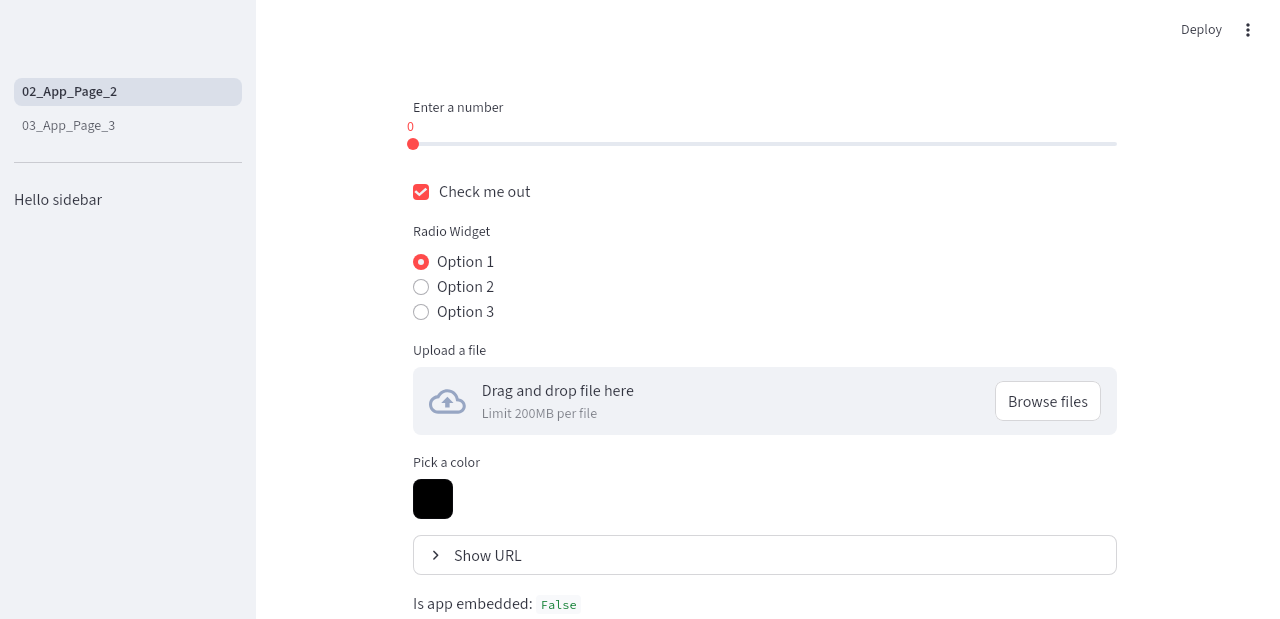 Deploy
02_App_Page_2
03_App_Page_3
Hello sidebar
Enter a number
0
Check me out
Radio Widget
Option 1
Option 2
Option 3
Upload a file
Drag and drop file here
Limit 200MB per file
Browse files
Pick a color
Show URL
Is app embedded: False